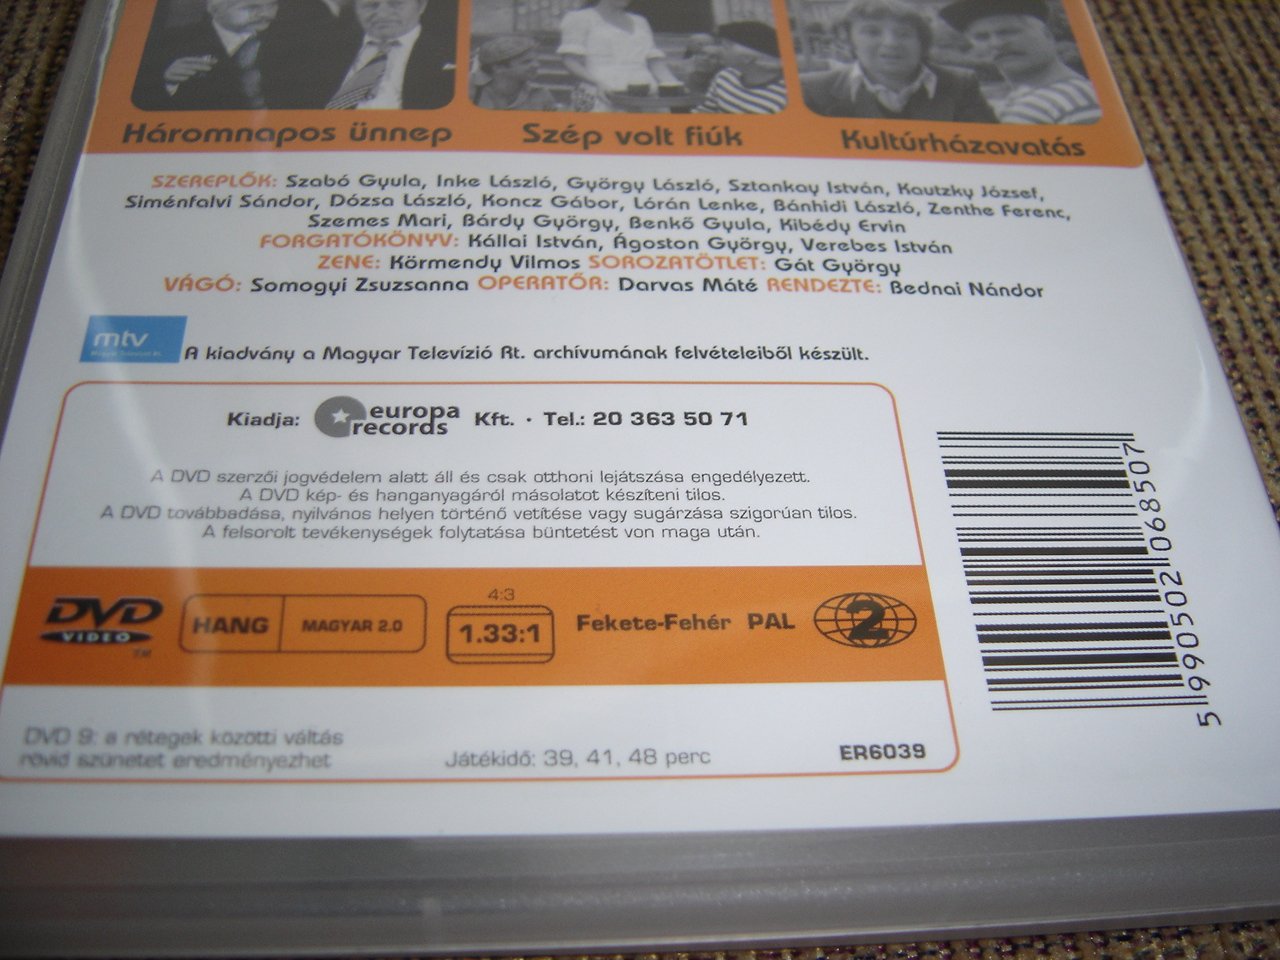 Háromnapos ünnep
Szép volt fiúk
Kultúrházavatás
SZEREPLŐK: Szabó Gyula, Inke László, György László, Sztankay István, Kautzky József,
Siménfalvi Sándor, Dózsa László, Koncz Gábor, Lórán Lenke, Bánhidi László, Zenthe Ferenc,
Szemes Mari, Bárdy György, Benkő Gyula, Kibédy Ervin
FORGATÓKÖNYV: Kállai István, Ágoston György, Verebes István
ZENE: Körmendy Vilmos SOROZATÖTLET: Gát György
VÁGÓ: Somogyi Zsuzsanna OPERATŐR: Darvas Máté RENDEZTE: Bednai Nándor
mtv
Magyar Televízió Rt.
A kiadvány a Magyar Televízió Rt. archívumának felvételeiből készült.
Kiadja: europa records Kft. · Tel.: 20 363 50 71
A DVD szerzői jogvédelem alatt áll és csak otthoni lejátszása engedélyezett.
A DVD kép- és hanganyagáról másolatot készíteni tilos.
A DVD továbbadása, nyilvános helyen történő vetítése vagy sugárzása szigorúan tilos.
A felsorolt tevékenységek folytatása büntetést von maga után.
DVD VIDEO TM
HANG MAGYAR 2.0
4:3
1.33:1
Fekete-Fehér PAL 2
DVD 9: a rétegek közötti váltás
rövid szünetet eredményezhet
Játékidő: 39, 41, 48 perc
ER6039
5 990502 068507